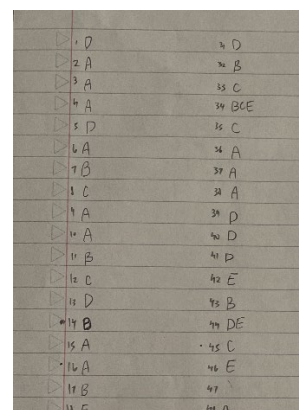 1 D
2 A
3 A
4 A
5 D
6 A
7 B
8 C
9 A
10 A
11 B
12 C
13 D
14 B
15 A
16 A
17 B
31 D
32 B
33 C
34 BCE
35 C
36 A
37 A
38 A
39 D
40 D
41 D
42 E
43 B
44 DE
45 C
46 E
47